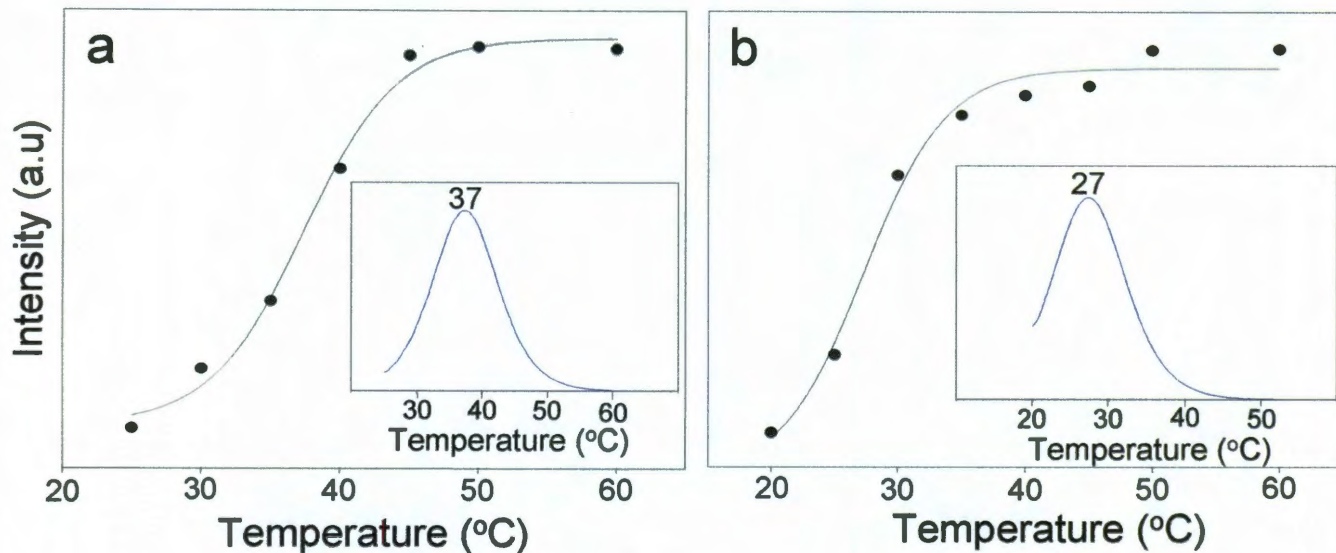 a
Intensity (a.u)
37
30 40 50 60
Temperature (°C)
20 30 40 50 60
Temperature (°C)
b
27
20 30 40 50
Temperature (°C)
20 30 40 50 60
Temperature (°C)